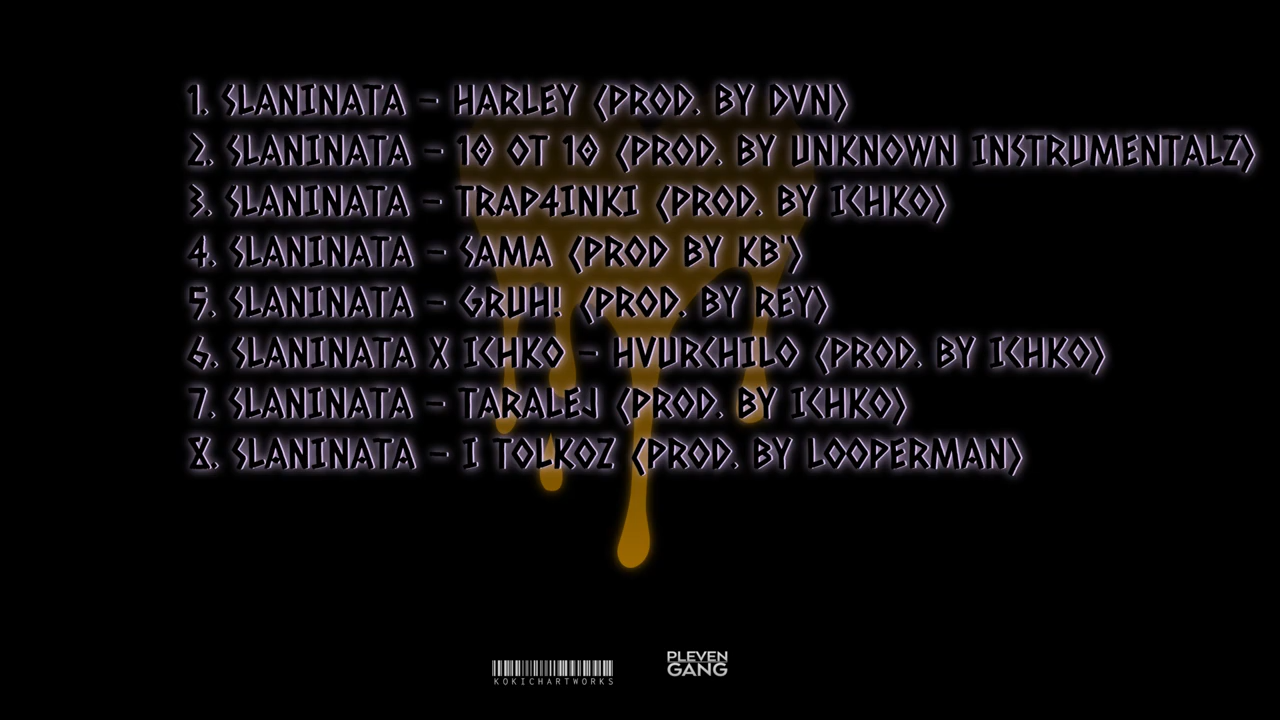 1. SLANINATA - HARLEY (PROD. BY DVN)
2. SLANINATA - 10 OT 10 (PROD. BY UNKNOWN INSTRUMENTALZ)
3. SLANINATA - TRAP4INKI (PROD. BY ICHKO)
4. SLANINATA - SAMA (PROD BY KB')
5. SLANINATA - GRUH! (PROD. BY REY)
6. SLANINATA X ICHKO - HVURCHILO (PROD. BY ICHKO)
7. SLANINATA - TARALEJ (PROD. BY ICHKO)
8. SLANINATA - I TOLKOZ (PROD. BY LOOPERMAN)
KOKICHARTWORKS
PLEVEN
GANG